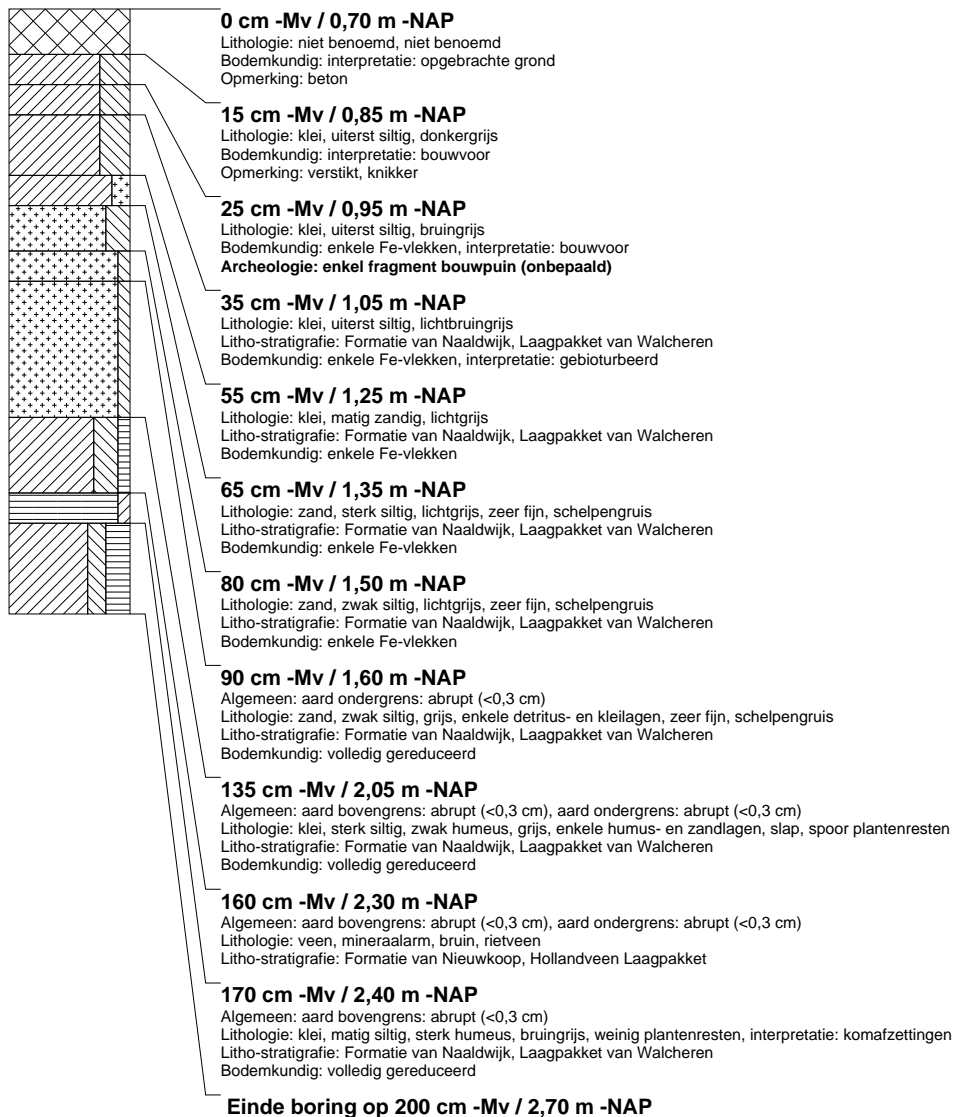 0 cm -Mv / 0,70 m -NAP
Lithologie: niet benoemd, niet benoemd
Bodemkundig: interpretatie: opgebrachte grond
Opmerking: beton
15 cm -Mv / 0,85 m -NAP
Lithologie: klei, uiterst siltig, donkergrijs
Bodemkundig: interpretatie: bouwvoor
Opmerking: verstikt, knikker
25 cm -Mv / 0,95 m -NAP
Lithologie: klei, uiterst siltig, bruingrijs
Bodemkundig: enkele Fe-vlekken, interpretatie: bouwvoor
Archeologie: enkel fragment bouwpuin (onbepaald)
35 cm -Mv / 1,05 m -NAP
Lithologie: klei, uiterst siltig, lichtbruingrijs
Litho-stratigrafie: Formatie van Naaldwijk, Laagpakket van Walcheren
Bodemkundig: enkele Fe-vlekken, interpretatie: gebioturbeerd
55 cm -Mv / 1,25 m -NAP
Lithologie: klei, matig zandig, lichtgrijs
Litho-stratigrafie: Formatie van Naaldwijk, Laagpakket van Walcheren
Bodemkundig: enkele Fe-vlekken
65 cm -Mv / 1,35 m -NAP
Lithologie: zand, sterk siltig, lichtgrijs, zeer fijn, schelpengruis
Litho-stratigrafie: Formatie van Naaldwijk, Laagpakket van Walcheren
Bodemkundig: enkele Fe-vlekken
80 cm -Mv / 1,50 m -NAP
Lithologie: zand, zwak siltig, lichtgrijs, zeer fijn, schelpengruis
Litho-stratigrafie: Formatie van Naaldwijk, Laagpakket van Walcheren
Bodemkundig: enkele Fe-vlekken
90 cm -Mv / 1,60 m -NAP
Algemeen: aard ondergrens: abrupt (<0,3 cm)
Lithologie: zand, zwak siltig, grijs, enkele detritus- en kleilagen, zeer fijn, schelpengruis
Litho-stratigrafie: Formatie van Naaldwijk, Laagpakket van Walcheren
Bodemkundig: volledig gereduceerd
135 cm -Mv / 2,05 m -NAP
Algemeen: aard bovengrens: abrupt (<0,3 cm), aard ondergrens: abrupt (<0,3 cm)
Lithologie: klei, sterk siltig, zwak humeus, grijs, enkele humus- en zandlagen, slap, spoor plantenresten
Litho-stratigrafie: Formatie van Naaldwijk, Laagpakket van Walcheren
Bodemkundig: volledig gereduceerd
160 cm -Mv / 2,30 m -NAP
Algemeen: aard bovengrens: abrupt (<0,3 cm), aard ondergrens: abrupt (<0,3 cm)
Lithologie: veen, mineraalarm, bruin, rietveen
Litho-stratigrafie: Formatie van Nieuwkoop, Hollandveen Laagpakket
170 cm -Mv / 2,40 m -NAP
Algemeen: aard bovengrens: abrupt (<0,3 cm)
Lithologie: klei, matig siltig, sterk humeus, bruingrijs, weinig plantenresten, interpretatie: komafzettingen
Litho-stratigrafie: Formatie van Naaldwijk, Laagpakket van Walcheren
Bodemkundig: volledig gereduceerd
Einde boring op 200 cm -Mv / 2,70 m -NAP